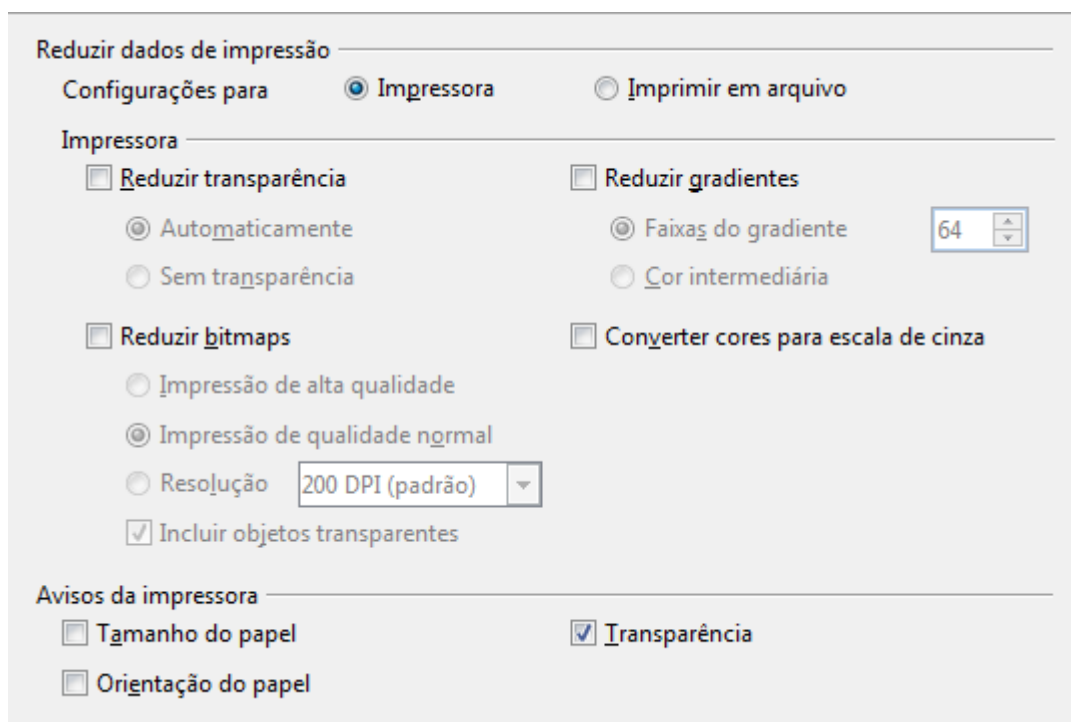 Reduzir dados de impressão
Configurações para Impressora Imprimir em arquivo
Impressora
Reduzir transparência Reduzir gradientes
Automaticamente Faixas do gradiente 64
Sem transparência Cor intermediária
Reduzir bitmaps Converter cores para escala de cinza
Impressão de alta qualidade
Impressão de qualidade normal
Resolução 200 DPI (padrão)
Incluir objetos transparentes
Avisos da impressora
Tamanho do papel Transparência
Orientação do papel